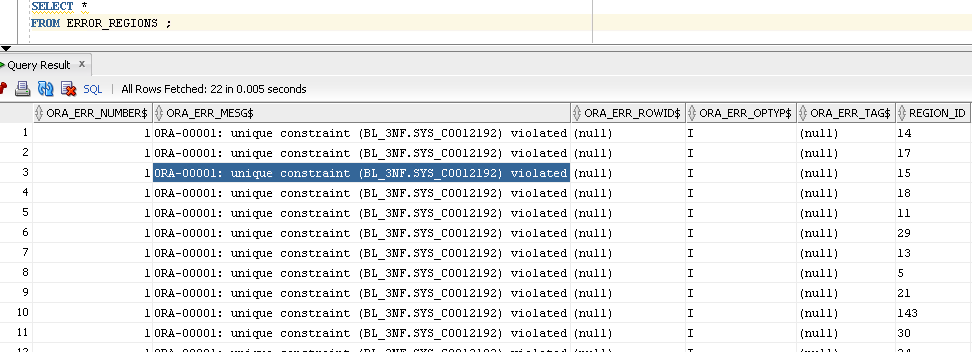 SELECT *
FROM ERROR_REGIONS ;
Query Result x
SQL | All Rows Fetched: 22 in 0.005 seconds
ORA_ERR_NUMBER$ ORA_ERR_MESG$ ORA_ERR_ROWID$ ORA_ERR_OPTYP$ ORA_ERR_TAG$ REGION_ID
1 1 ORA-00001: unique constraint (BL_3NF.SYS_C0012192) violated (null) I (null) 14
2 1 ORA-00001: unique constraint (BL_3NF.SYS_C0012192) violated (null) I (null) 17
3 1 ORA-00001: unique constraint (BL_3NF.SYS_C0012192) violated (null) I (null) 15
4 1 ORA-00001: unique constraint (BL_3NF.SYS_C0012192) violated (null) I (null) 18
5 1 ORA-00001: unique constraint (BL_3NF.SYS_C0012192) violated (null) I (null) 11
6 1 ORA-00001: unique constraint (BL_3NF.SYS_C0012192) violated (null) I (null) 29
7 1 ORA-00001: unique constraint (BL_3NF.SYS_C0012192) violated (null) I (null) 13
8 1 ORA-00001: unique constraint (BL_3NF.SYS_C0012192) violated (null) I (null) 5
9 1 ORA-00001: unique constraint (BL_3NF.SYS_C0012192) violated (null) I (null) 21
10 1 ORA-00001: unique constraint (BL_3NF.SYS_C0012192) violated (null) I (null) 143
11 1 ORA-00001: unique constraint (BL_3NF.SYS_C0012192) violated (null) I (null) 30